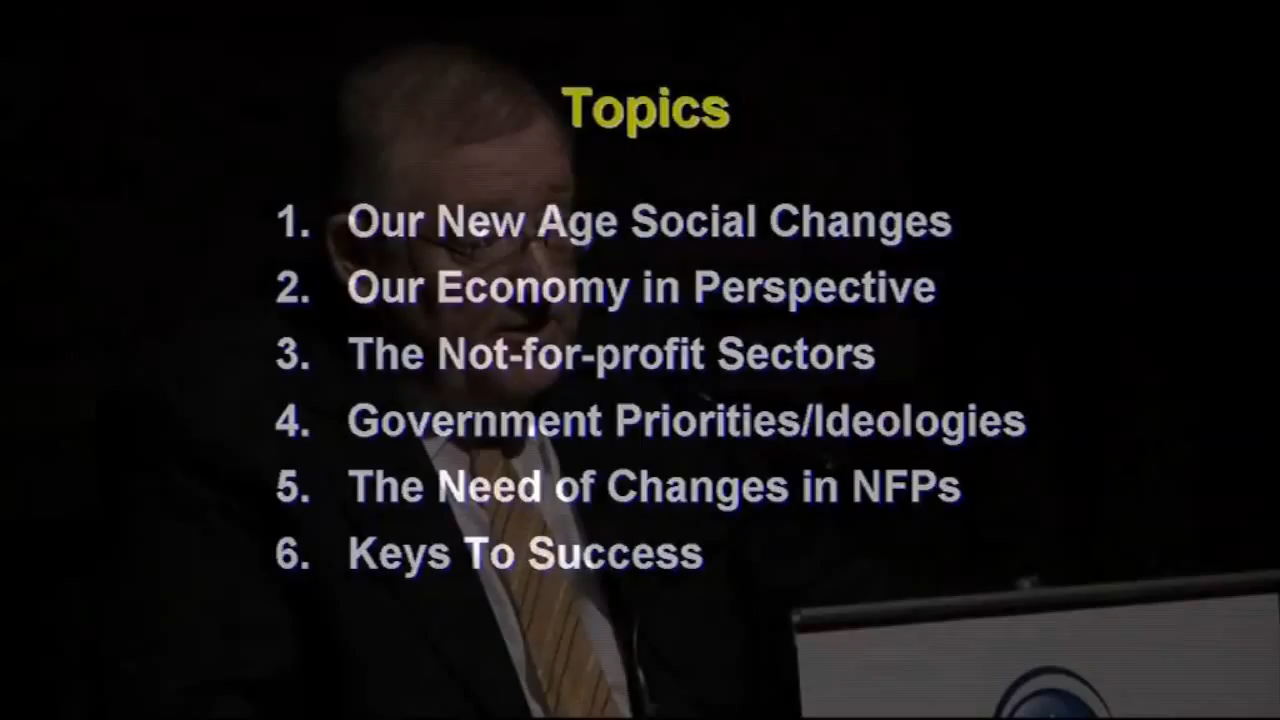 Topics
1. Our New Age Social Changes
2. Our Economy in Perspective
3. The Not-for-profit Sectors
4. Government Priorities/Ideologies
5. The Need of Changes in NFPs
6. Keys To Success